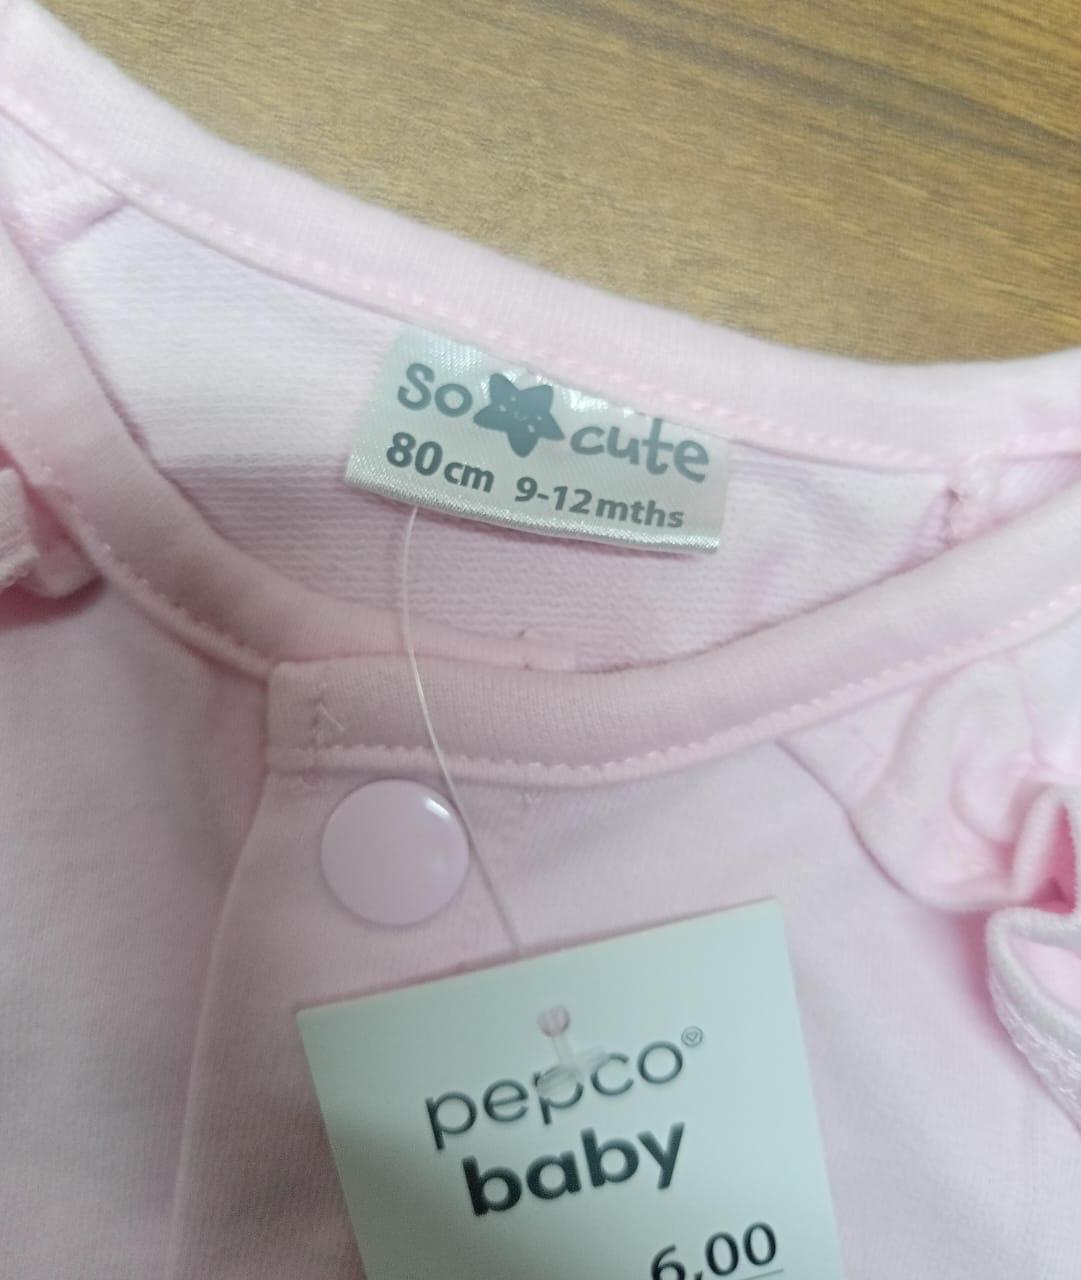 So cute
80cm 9-12mths
pepco
baby
6,00